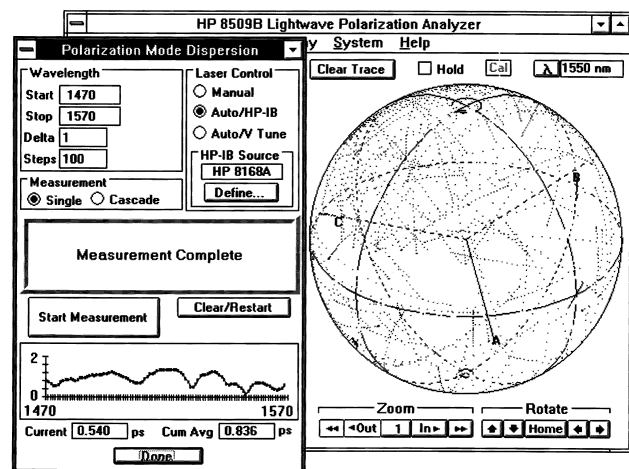 HP 8509B Lightwave Polarization Analyzer
System Help
Clear Trace Hold Cal λ 1550 nm
Polarization Mode Dispersion
Wavelength
Start 1470
Stop 1570
Delta 1
Steps 100
Laser Control
Manual
Auto/HP-IB
Auto/V Tune
HP-IB Source
HP 8168A
Define...
Measurement
Single Cascade
Measurement Complete
Start Measurement
Clear/Restart
2
0
1470 1570
Current 0.540 ps Cum Avg 0.836 ps
Done
B
C
A
Zoom
Out 1 In
Rotate
Home